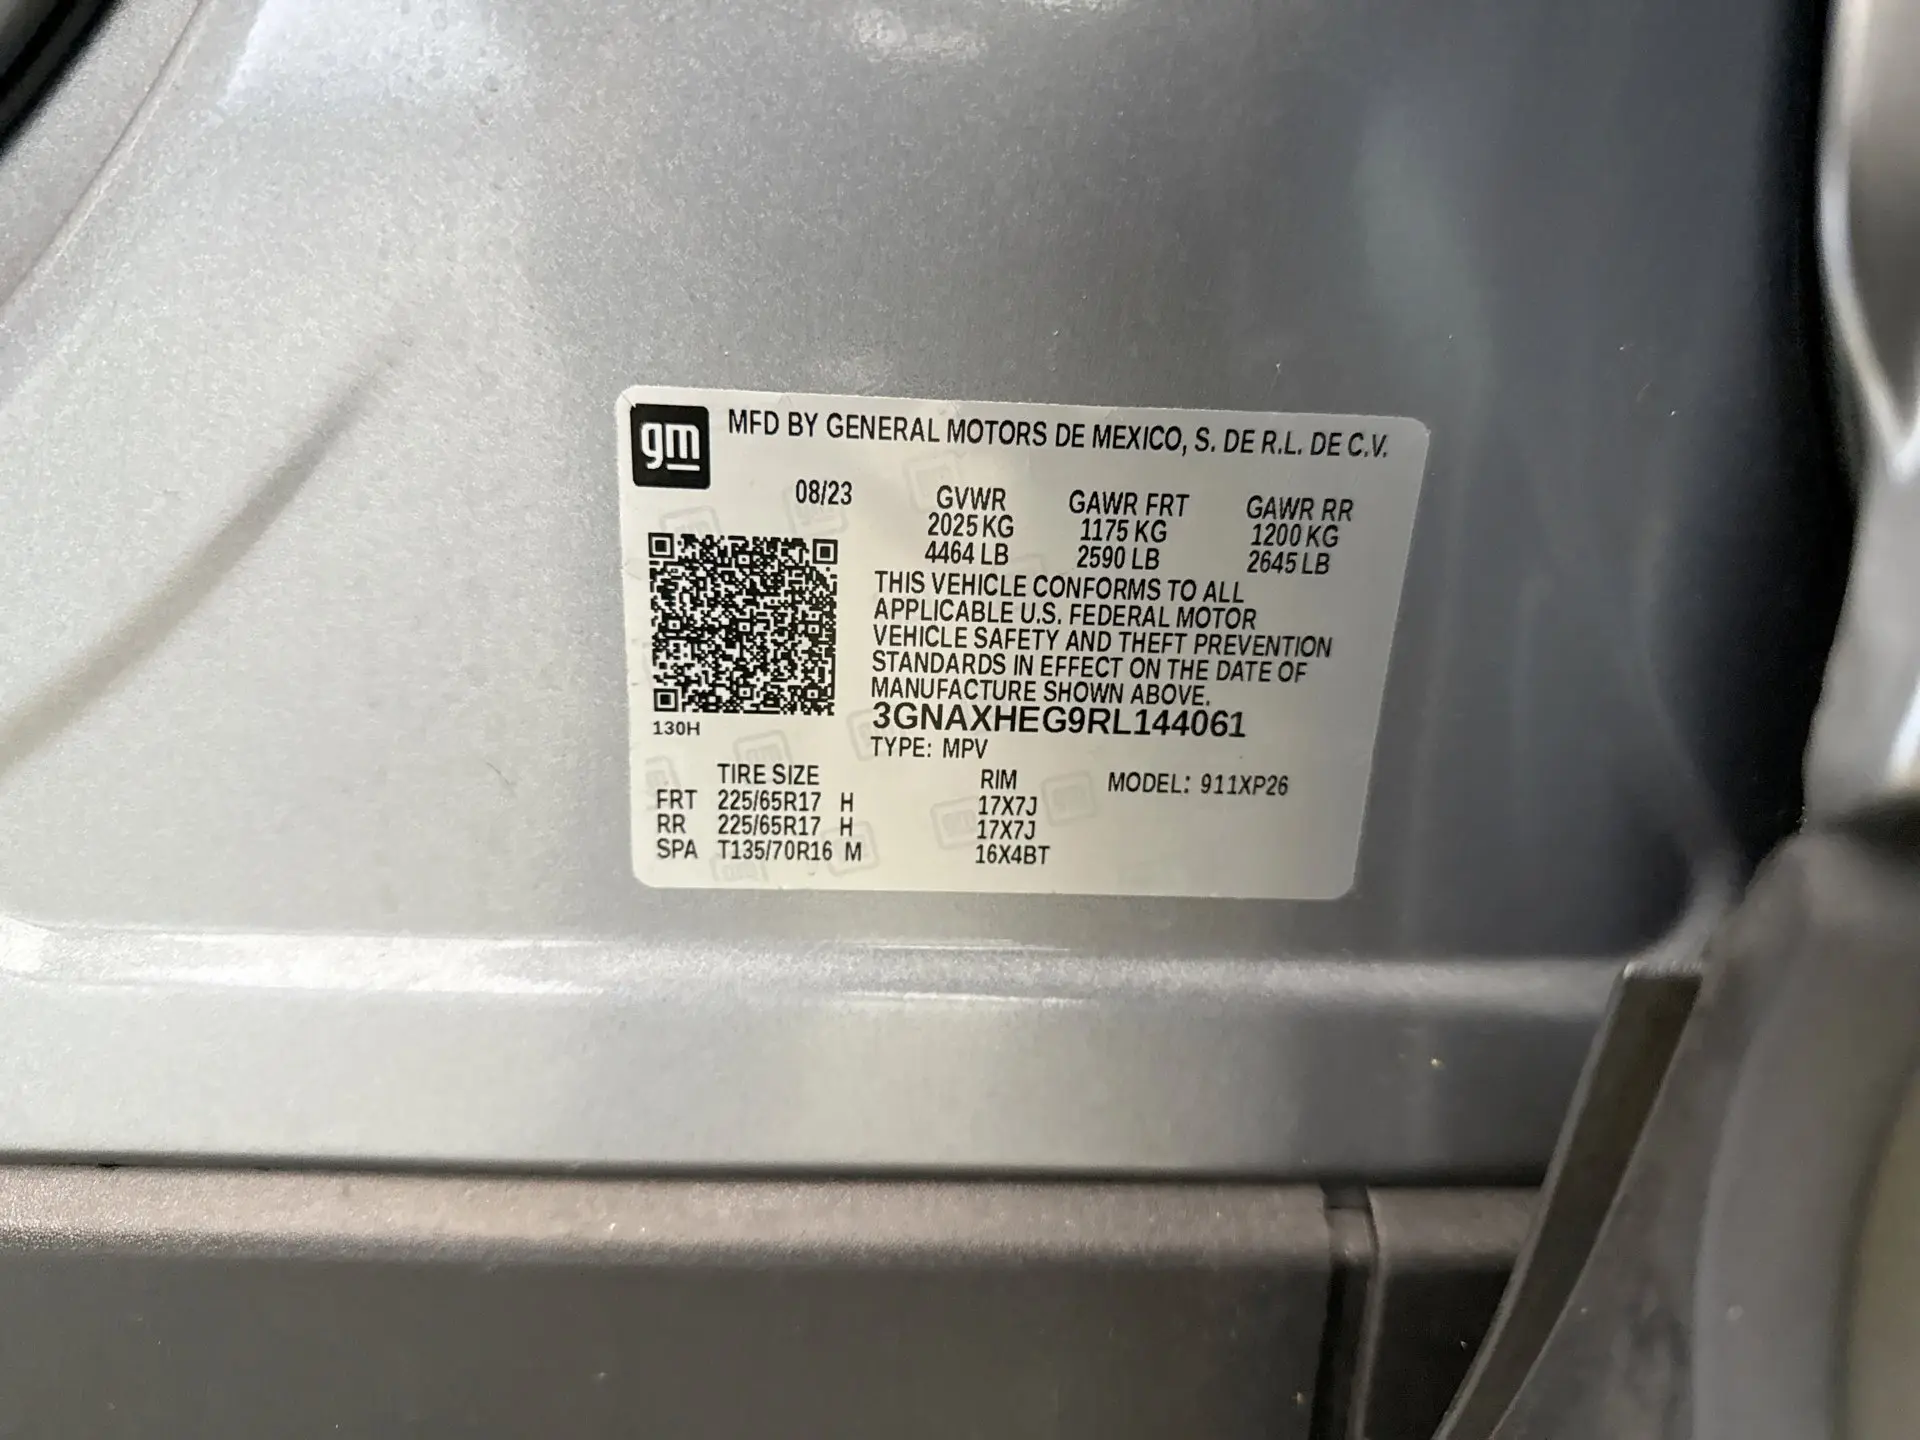 gm
MFD BY GENERAL MOTORS DE MEXICO, S. DE R.L. DE C.V.
08/23 GVWR GAWR FRT GAWR RR
2025 KG 1175 KG 1200 KG
4464 LB 2590 LB 2645 LB
THIS VEHICLE CONFORMS TO ALL
APPLICABLE U.S. FEDERAL MOTOR
VEHICLE SAFETY AND THEFT PREVENTION
STANDARDS IN EFFECT ON THE DATE OF
MANUFACTURE SHOWN ABOVE.
3GNAXHEG9RL144061
130H
TYPE: MPV
TIRE SIZE RIM MODEL: 911XP26
FRT 225/65R17 H 17X7J
RR 225/65R17 H 17X7J
SPA T135/70R16 M 16X4BT